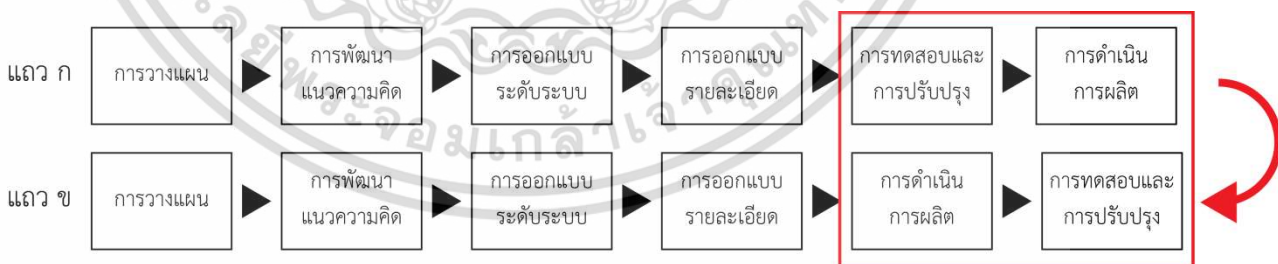 แถว ก
การวางแผน
การพัฒนา
แนวความคิด
การออกแบบ
ระดับระบบ
การออกแบบ
รายละเอียด
การทดสอบและ
การปรับปรุง
การดำเนิน
การผลิต
แถว ข
การวางแผน
การพัฒนา
แนวความคิด
การออกแบบ
ระดับระบบ
การออกแบบ
รายละเอียด
การดำเนิน
การผลิต
การทดสอบและ
การปรับปรุง